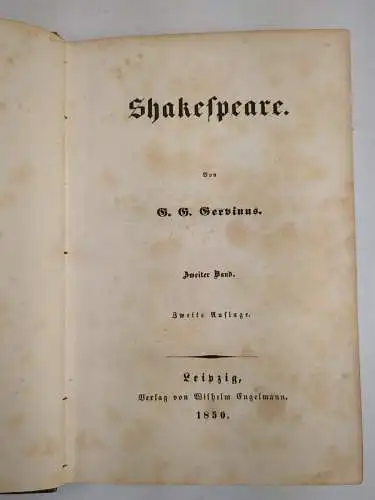 Shakeſpeare.
Von
G. G. Gervinus.
Zweiter Band.
Zweite Auflage.
Leipzig,
Verlag von Wilhelm Engelmann.
1850.